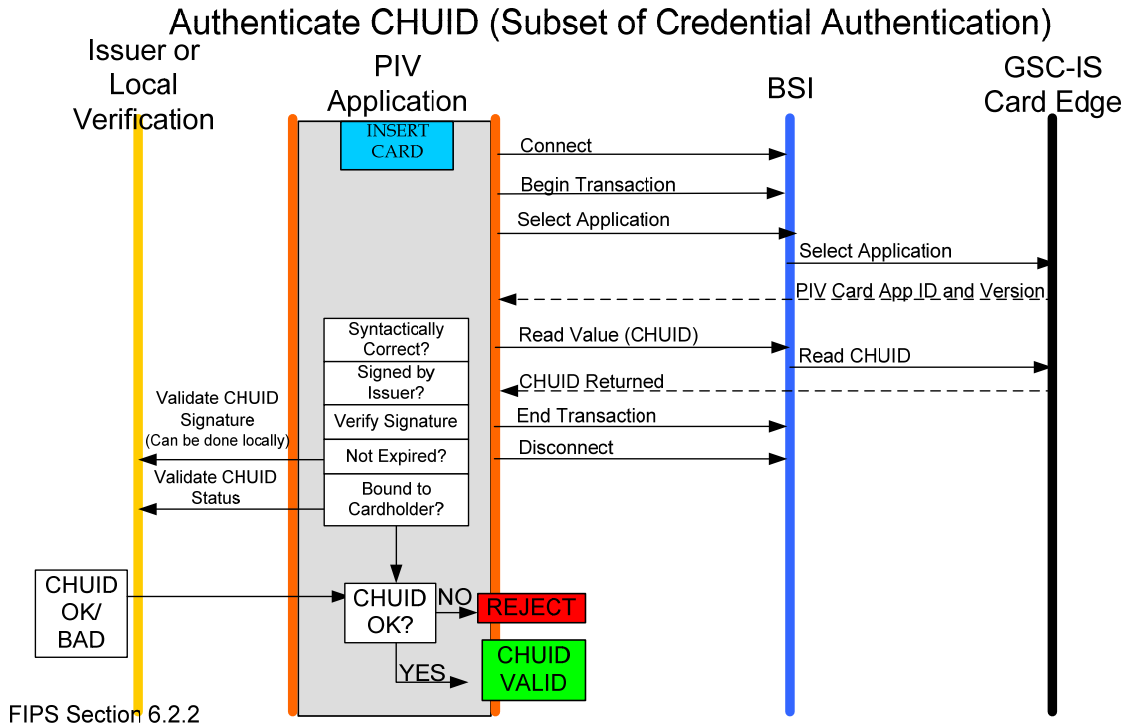 Authenticate CHUID (Subset of Credential Authentication)
Issuer or
Local
Verification
PIV
Application
BSI
GSC-IS
Card Edge
INSERT
CARD
Connect
Begin Transaction
Select Application
Select Application
PIV Card App ID and Version
Syntactically
Correct?
Read Value (CHUID)
Read CHUID
Signed by
Issuer?
CHUID Returned
Validate CHUID
Signature
(Can be done locally)
Verify Signature
End Transaction
Not Expired?
Disconnect
Validate CHUID
Status
Bound to
Cardholder?
CHUID
OK/
BAD
CHUID
OK?
NO
REJECT
YES
CHUID
VALID
FIPS Section 6.2.2